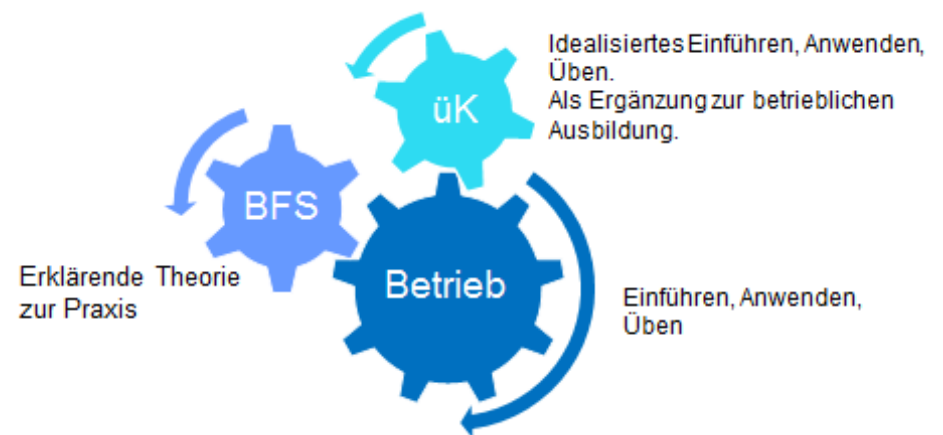 Idealisiertes Einführen, Anwenden,
Üben.
Als Ergänzung zur betrieblichen
Ausbildung.
üK
BFS
Erklärende Theorie
zur Praxis
Betrieb
Einführen, Anwenden,
Üben